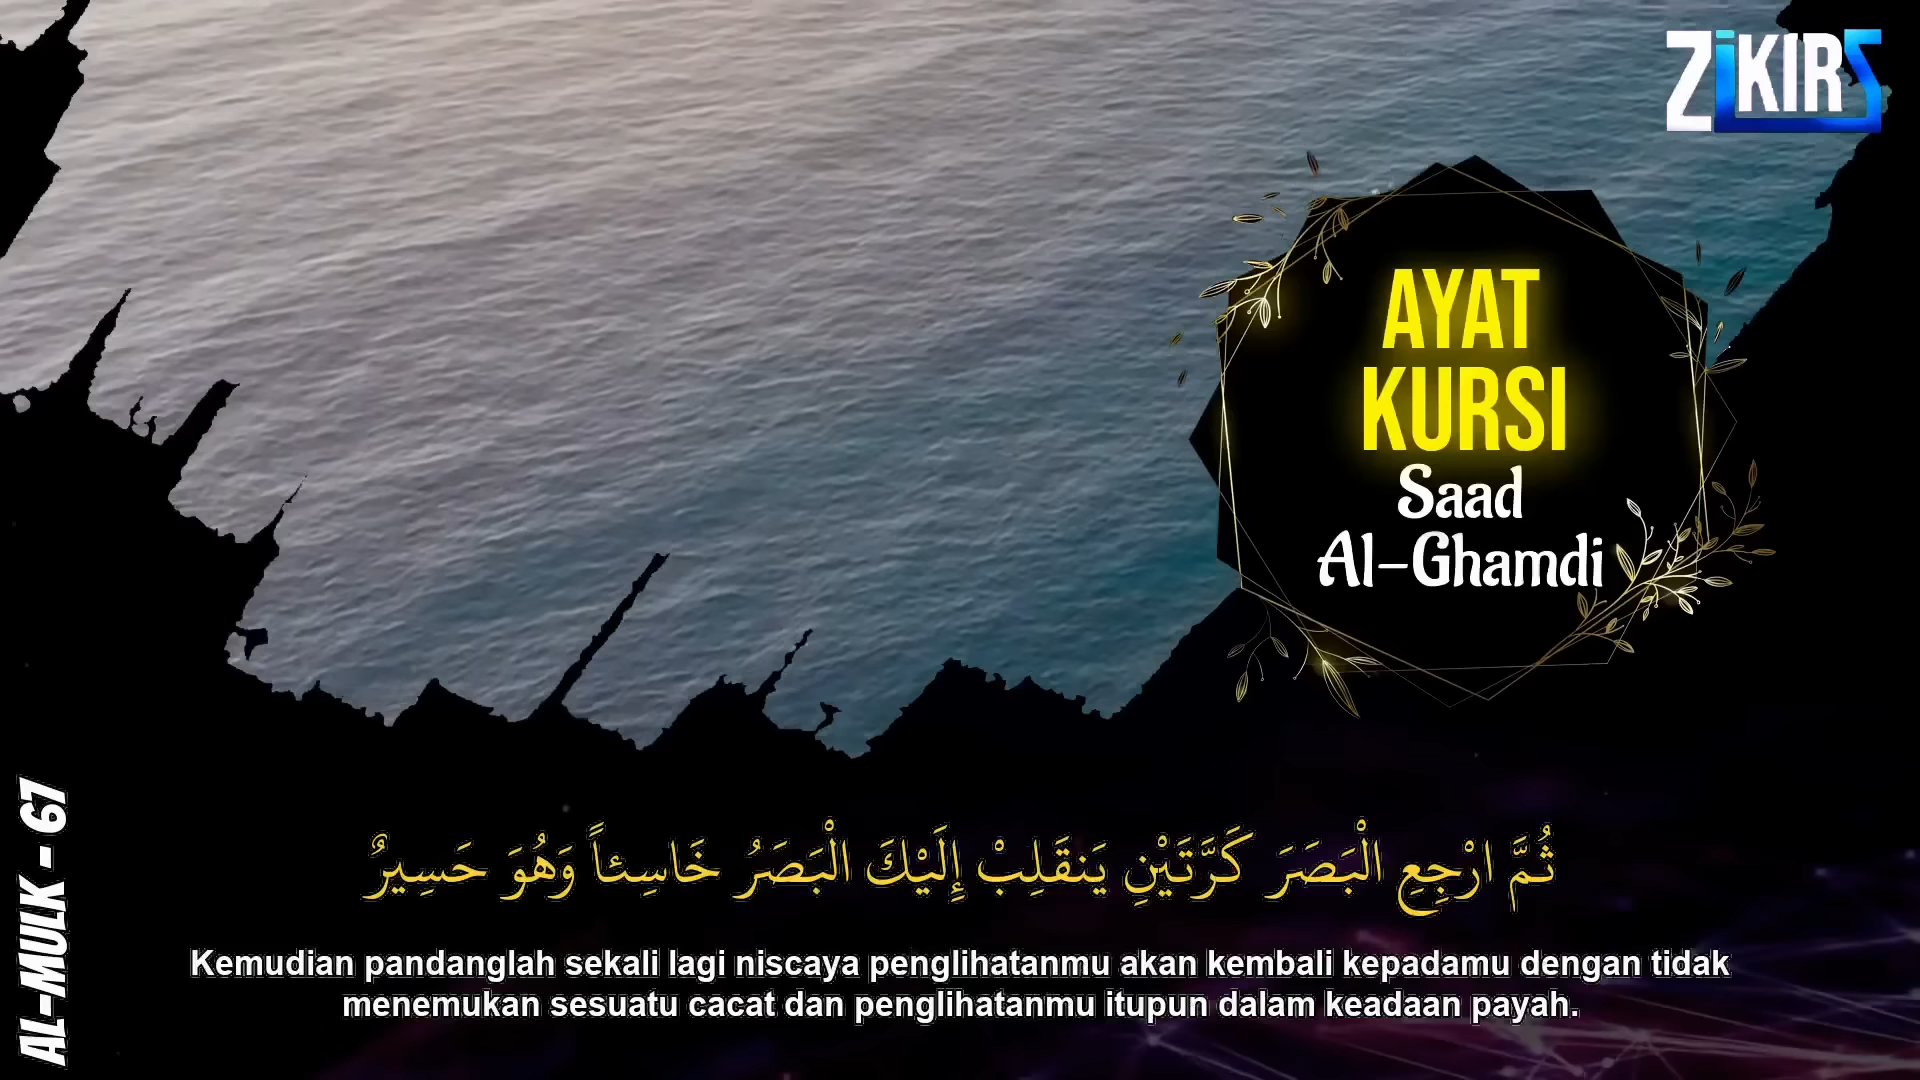 ZiKIRS
AYAT
KURSI
Saad
Al-Ghamdi
ثُمَّ ارْجِعِ الْبَصَرَ كَرَّتَيْنِ يَنقَلِبْ إِلَيْكَ الْبَصَرُ خَاسِئاً وَهُوَ حَسِيرٌ
Kemudian pandanglah sekali lagi niscaya penglihatanmu akan kembali kepadamu dengan tidak
menemukan sesuatu cacat dan penglihatanmu itupun dalam keadaan payah.
AL-MULK - 67